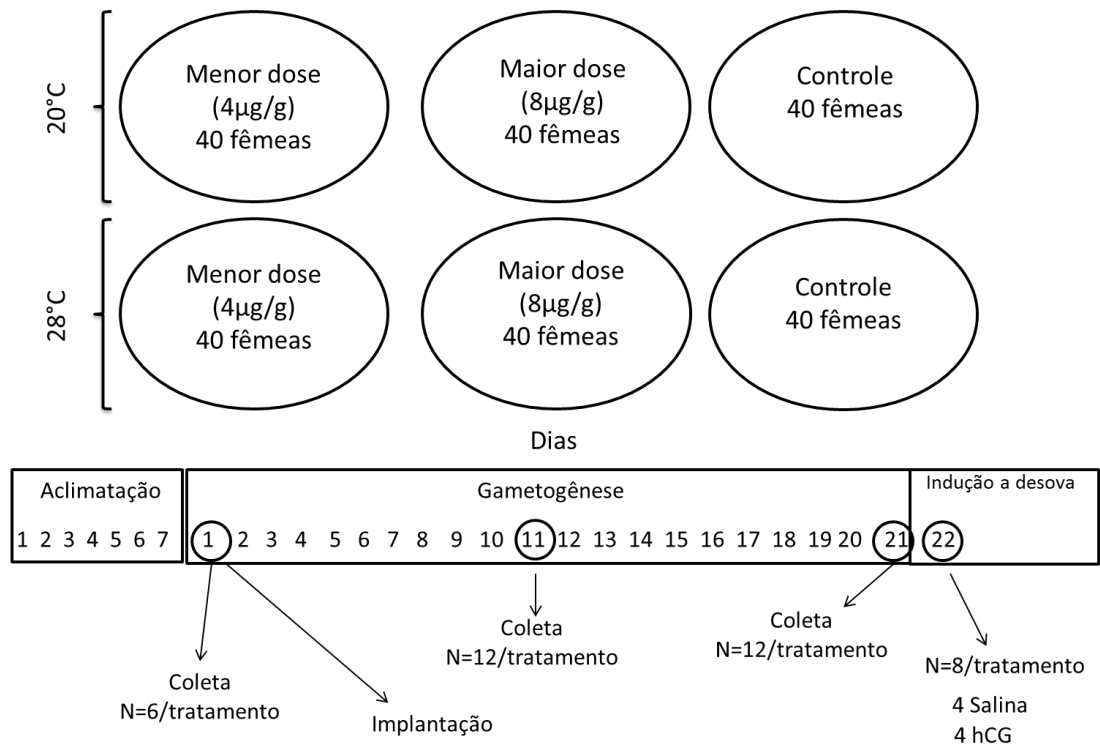 20°C
Menor dose
(4µg/g)
40 fêmeas
Maior dose
(8µg/g)
40 fêmeas
Controle
40 fêmeas
28°C
Menor dose
(4µg/g)
40 fêmeas
Maior dose
(8µg/g)
40 fêmeas
Controle
40 fêmeas
Dias
Aclimatação
Gametogênese
Indução a desova
1 2 3 4 5 6 7
1 2 3 4 5 6 7 8 9 10 11 12 13 14 15 16 17 18 19 20 21
22
Coleta
N=6/tratamento
Implantação
Coleta
N=12/tratamento
Coleta
N=12/tratamento
N=8/tratamento
4 Salina
4 hCG